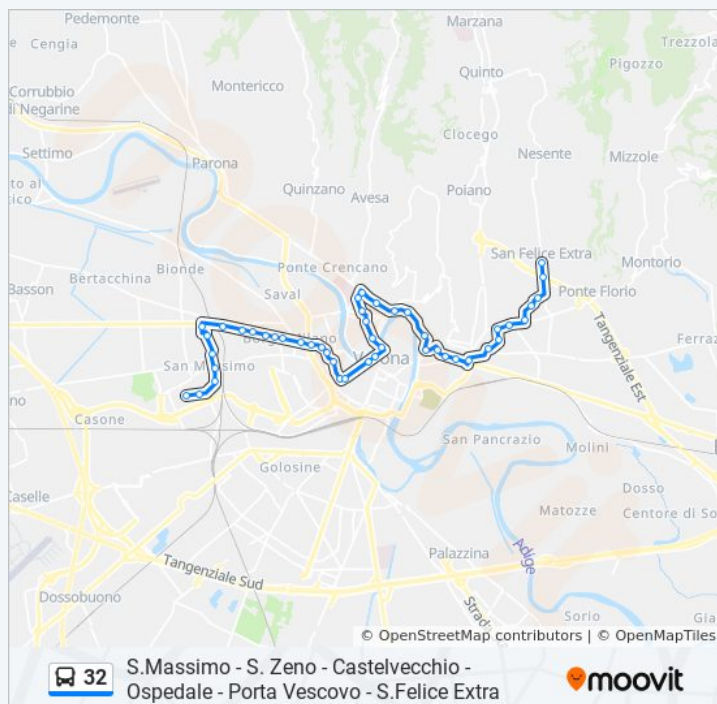 Pedemonte
Marzana
Cengia
Trezzola
Quinto
Pigozzo
Montericco
Corrubbio
di Negarine
Clocego
Settimo
Nesente
Mizzole
Parona
Quinzano
Avesa
Poiano
San Felice Extra
Montorio
Ponte Crencano
Bionde
Bertacchina
Basson
Saval
Ponte Florio
Ferraz
Verona
San Massimo
Tangenziale Est
Casone
San Pancrazio
Molini
Golosine
Dosso
Caselle
Matozze
Centore di So
Adige
Palazzina
Tangenziale Sud
Dossobuono
Sorio
Gia
Strad
© OpenStreetMap contributors | © OpenMapTiles
32
S.Massimo - S. Zeno - Castelvecchio -
Ospedale - Porta Vescovo - S.Felice Extra
moovit